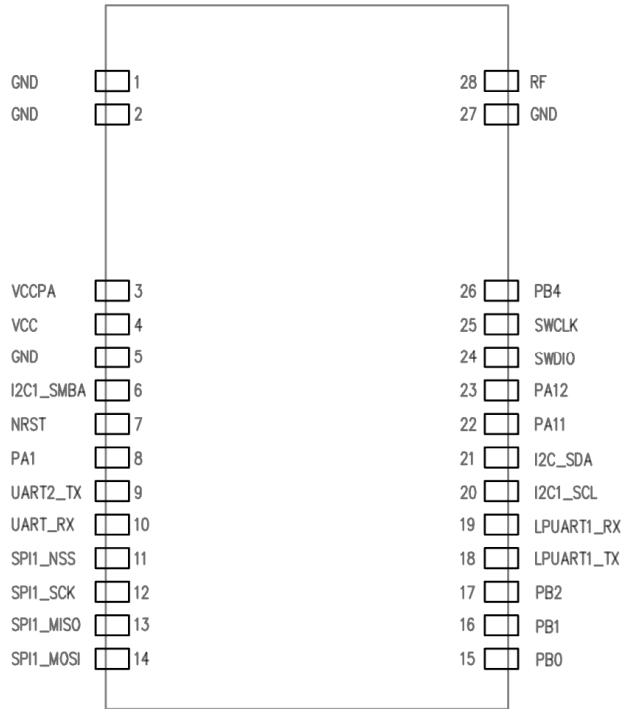 GND 1 28 RF
GND 2 27 GND
VCCPA 3 26 PB4
VCC 4 25 SWCLK
GND 5 24 SWDIO
I2C1_SMBA 6 23 PA12
NRST 7 22 PA11
PA1 8 21 I2C_SDA
UART2_TX 9 20 I2C1_SCL
UART_RX 10 19 LPUART1_RX
SPI1_NSS 11 18 LPUART1_TX
SPI1_SCK 12 17 PB2
SPI1_MISO 13 16 PB1
SPI1_MOSI 14 15 PB0